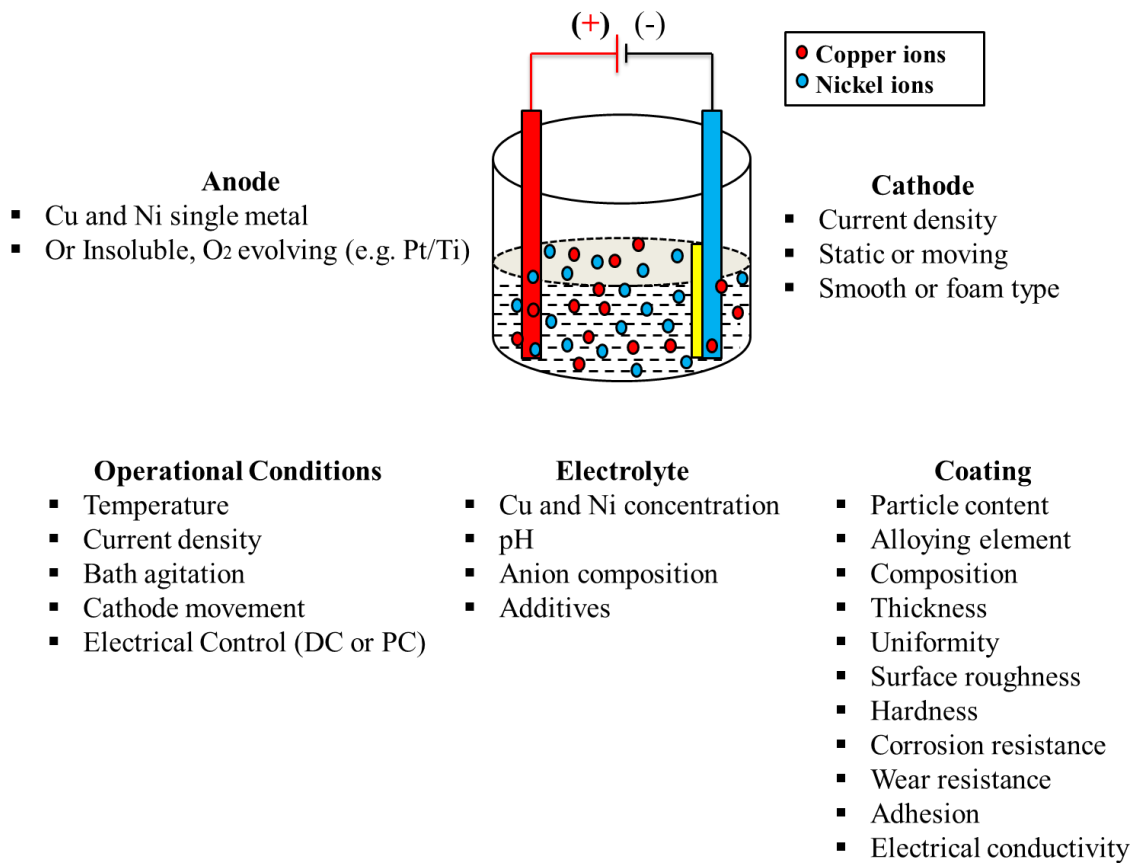 (+) (-)
Copper ions
Nickel ions
Anode
▪ Cu and Ni single metal
▪ Or Insoluble, O2 evolving (e.g. Pt/Ti)
Cathode
▪ Current density
▪ Static or moving
▪ Smooth or foam type
Operational Conditions
▪ Temperature
▪ Current density
▪ Bath agitation
▪ Cathode movement
▪ Electrical Control (DC or PC)
Electrolyte
▪ Cu and Ni concentration
▪ pH
▪ Anion composition
▪ Additives
Coating
▪ Particle content
▪ Alloying element
▪ Composition
▪ Thickness
▪ Uniformity
▪ Surface roughness
▪ Hardness
▪ Corrosion resistance
▪ Wear resistance
▪ Adhesion
▪ Electrical conductivity